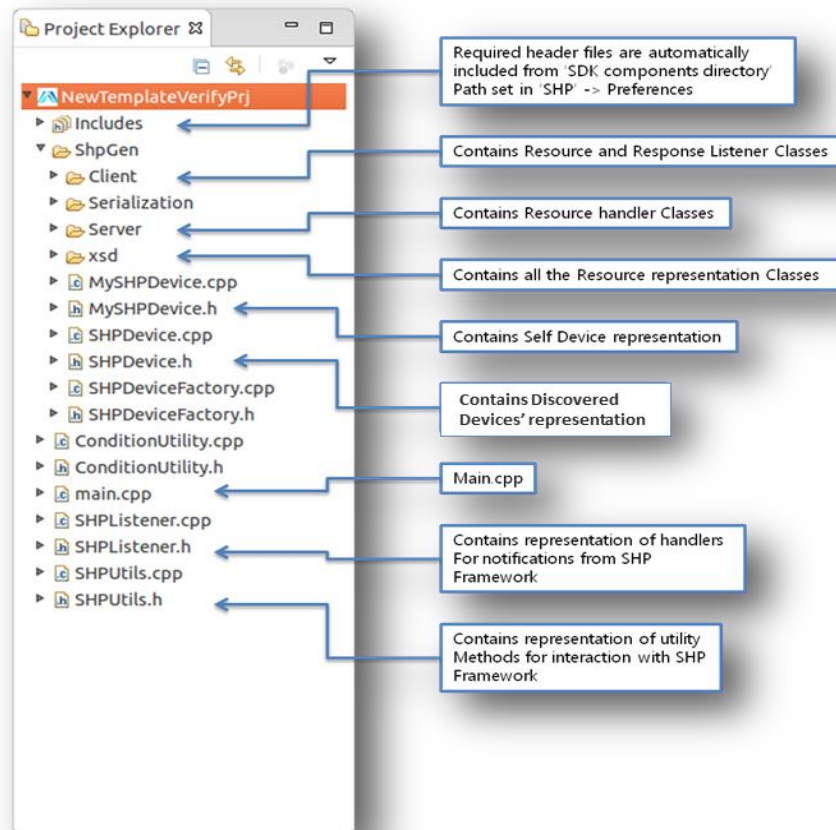 Project Explorer
NewTemplateVerifyPrj
Includes
ShpGen
Client
Serialization
Server
xsd
MySHPDevice.cpp
MySHPDevice.h
SHPDevice.cpp
SHPDevice.h
SHPDeviceFactory.cpp
SHPDeviceFactory.h
ConditionUtility.cpp
ConditionUtility.h
main.cpp
SHPListener.cpp
SHPListener.h
SHPUtils.cpp
SHPUtils.h
Required header files are automatically
included from 'SDK components directory'
Path set in 'SHP' -> Preferences
Contains Resource and Response Listener Classes
Contains Resource handler Classes
Contains all the Resource representation Classes
Contains Self Device representation
Contains Discovered
Devices' representation
Main.cpp
Contains representation of handlers
For notifications from SHP
Framework
Contains representation of utility
Methods for interaction with SHP
Framework